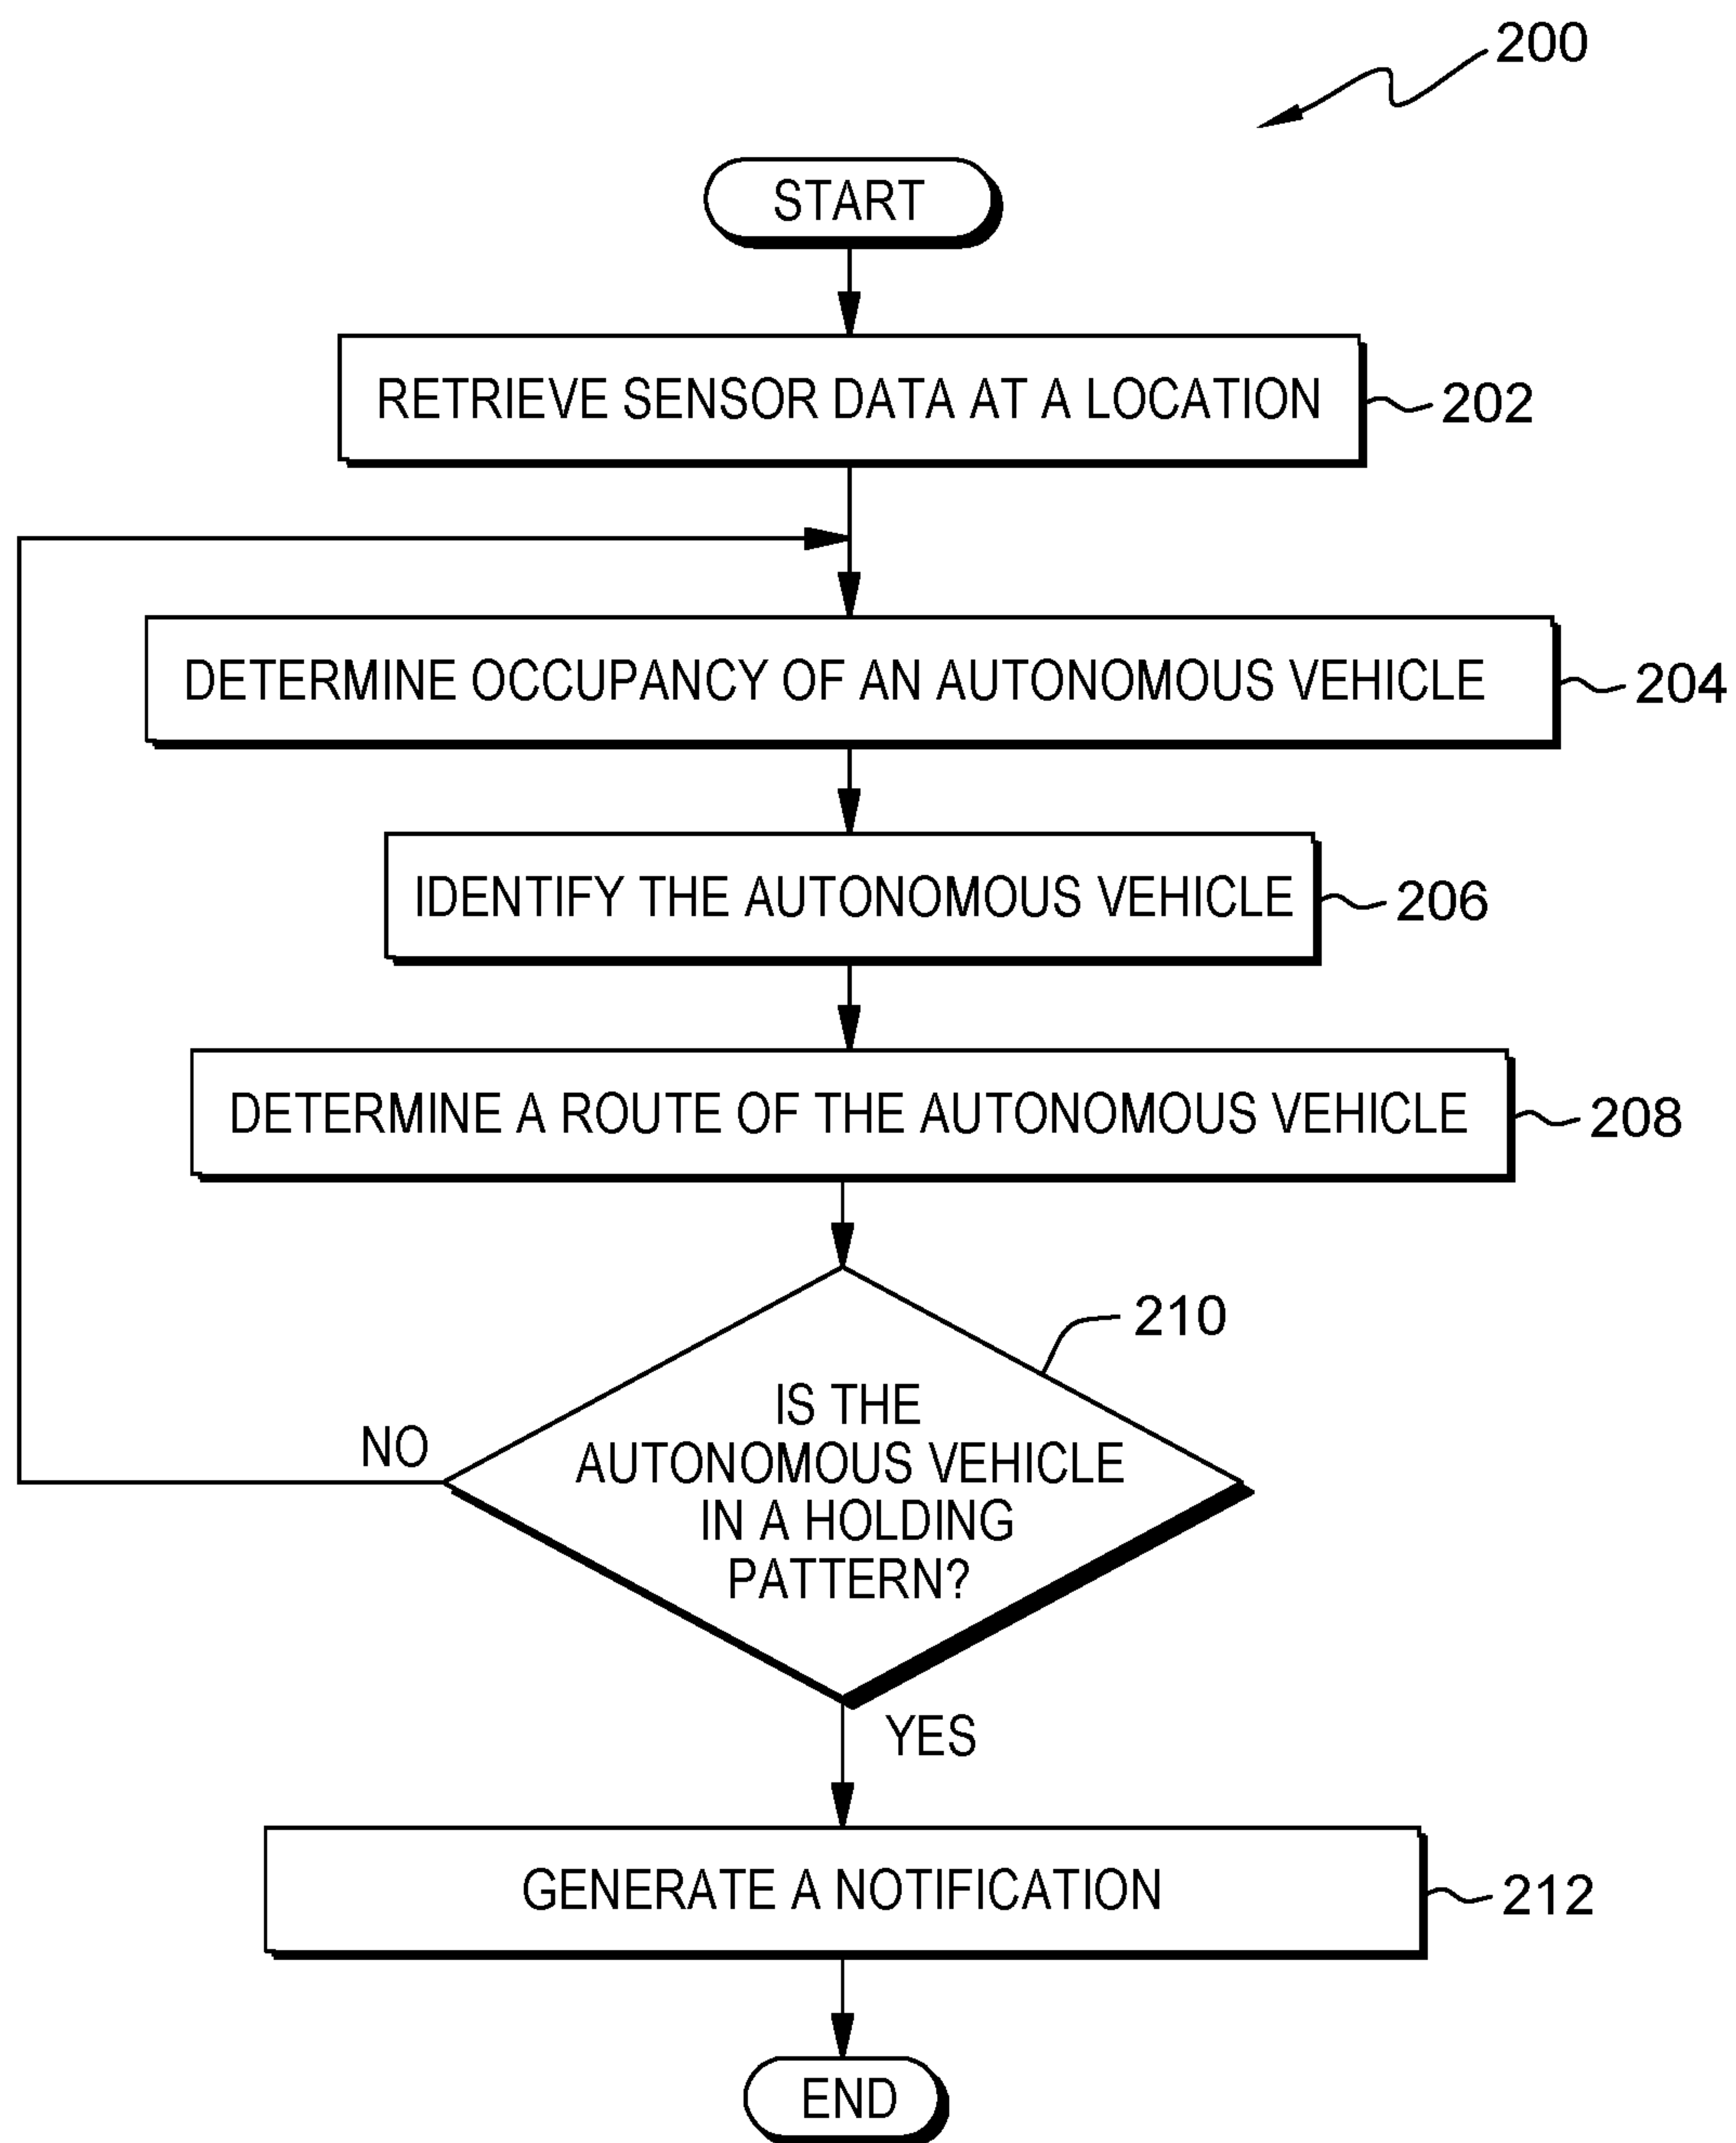 200
START
RETRIEVE SENSOR DATA AT A LOCATION
202
DETERMINE OCCUPANCY OF AN AUTONOMOUS VEHICLE
204
IDENTIFY THE AUTONOMOUS VEHICLE
206
DETERMINE A ROUTE OF THE AUTONOMOUS VEHICLE
208
210
IS THE
AUTONOMOUS VEHICLE
IN A HOLDING
PATTERN?
NO
YES
GENERATE A NOTIFICATION
212
END